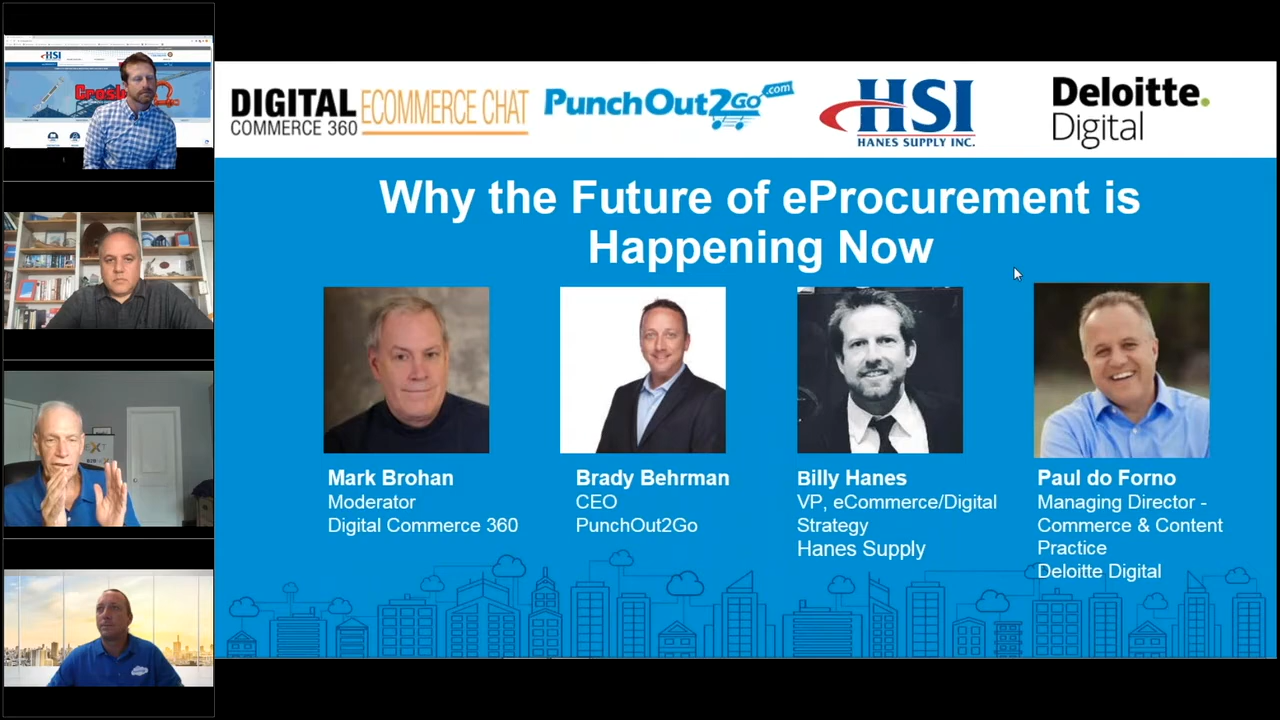 HSI
Crosby
DIGITAL
COMMERCE 360
ECOMMERCE CHAT
PunchOut2Go.com
HSI
HANES SUPPLY INC.
Deloitte.
Digital
Why the Future of eProcurement is
Happening Now
Mark Brohan
Moderator
Digital Commerce 360
Brady Behrman
CEO
PunchOut2Go
Billy Hanes
VP, eCommerce/Digital
Strategy
Hanes Supply
Paul do Forno
Managing Director -
Commerce & Content
Practice
Deloitte Digital